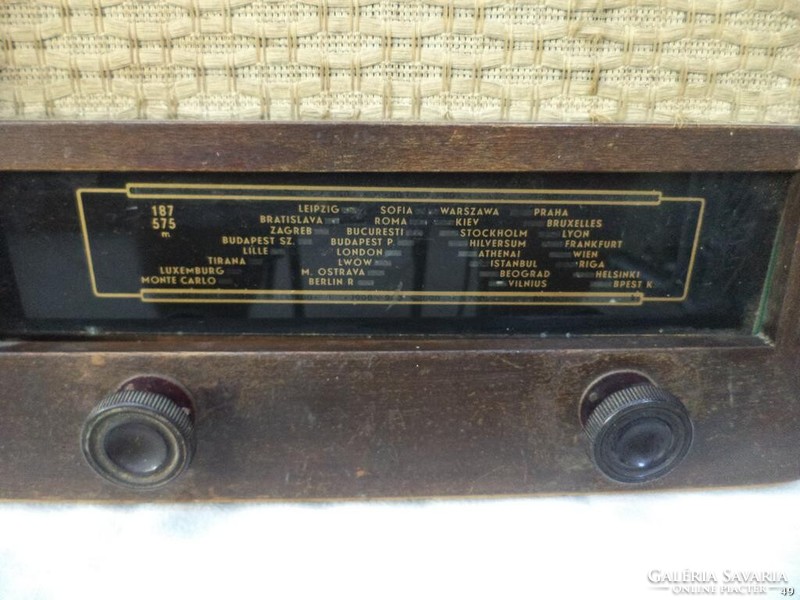 187
575
m.
LEIPZIG SOFIA WARSZAWA PRAHA
BRATISLAVA ROMA KIEV BRUXELLES
ZAGREB BUCURESTI STOCKHOLM LYON
BUDAPEST SZ. BUDAPEST P. HILVERSUM FRANKFURT
LILLE LONDON ATHENAI WIEN
TIRANA LWOW ISTANBUL RIGA
LUXEMBURG M. OSTRAVA BEOGRAD HELSINKI
MONTE CARLO BERLIN R VILNIUS BPEST K
GALÉRIA SAVARIA
ONLINE PIACTÉR
49